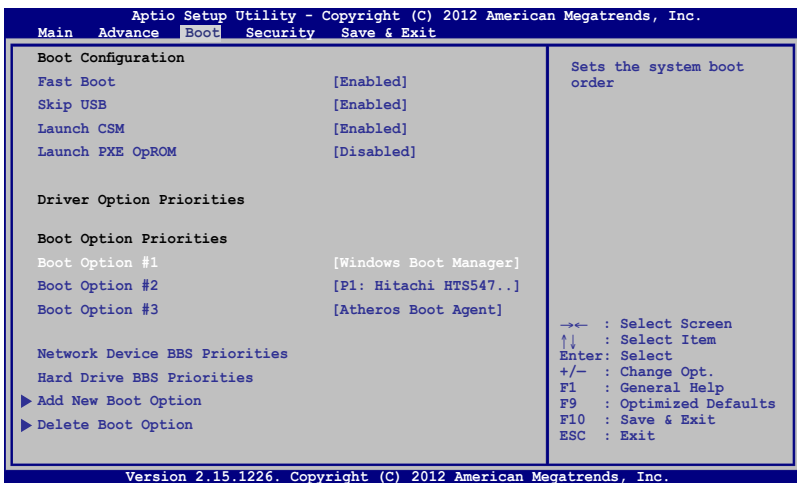 Aptio Setup Utility - Copyright (C) 2012 American Megatrends, Inc.
Main Advance Boot Security Save & Exit
Boot Configuration
Fast Boot [Enabled]
Skip USB [Enabled]
Launch CSM [Enabled]
Launch PXE OpROM [Disabled]
Driver Option Priorities
Boot Option Priorities
Boot Option #1 [Windows Boot Manager]
Boot Option #2 [P1: Hitachi HTS547..]
Boot Option #3 [Atheros Boot Agent]
Network Device BBS Priorities
Hard Drive BBS Priorities
Add New Boot Option
Delete Boot Option
Sets the system boot
order
→← : Select Screen
↑↓ : Select Item
Enter: Select
+/— : Change Opt.
F1 : General Help
F9 : Optimized Defaults
F10 : Save & Exit
ESC : Exit
Version 2.15.1226. Copyright (C) 2012 American Megatrends, Inc.